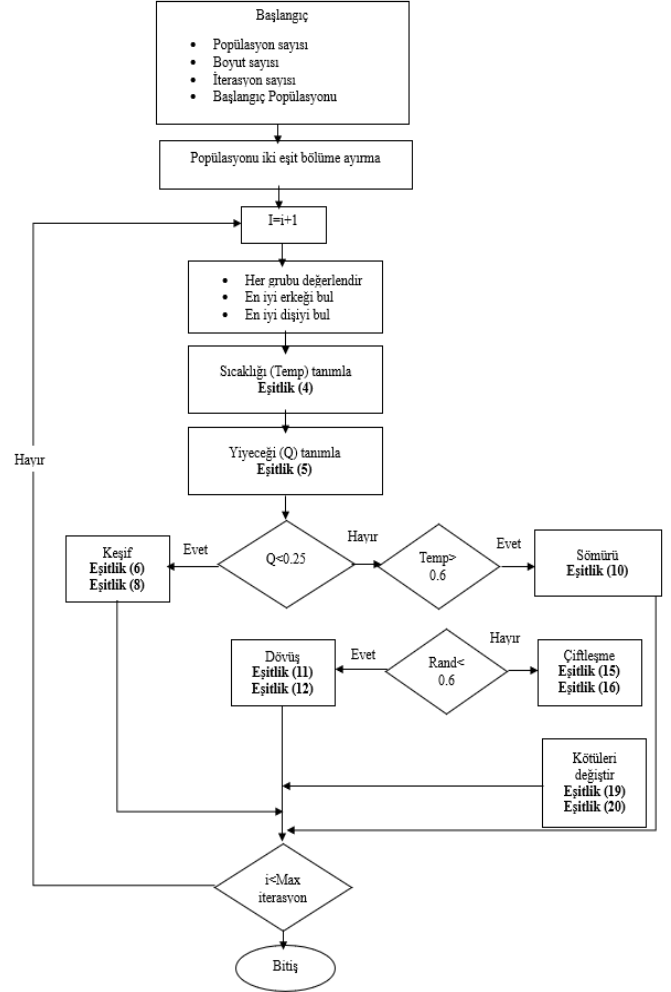 Başlangıç
• Popülasyon sayısı
• Boyut sayısı
• İterasyon sayısı
• Başlangıç Popülasyonu
Popülasyonu iki eşit bölüme ayırma
I=i+1
• Her grubu değerlendir
• En iyi erkeği bul
• En iyi dişiyi bul
Sıcaklığı (Temp) tanımla
Eşitlik (4)
Yiyeceği (Q) tanımla
Eşitlik (5)
Hayır
Q<0.25
Evet
Keşif
Eşitlik (6)
Eşitlik (8)
Hayır
Temp>
0.6
Evet
Sömürü
Eşitlik (10)
Dövüş
Eşitlik (11)
Eşitlik (12)
Evet
Rand<
0.6
Hayır
Çiftleşme
Eşitlik (15)
Eşitlik (16)
Kötüleri
değiştir
Eşitlik (19)
Eşitlik (20)
i<Max
iterasyon
Bitiş